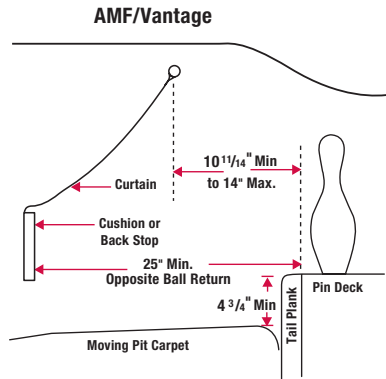 AMF/Vantage
10 11/14" Min
to 14" Max.
Curtain
Cushion or
Back Stop
25" Min.
Opposite Ball Return
4 3/4" Min
Tail Plank
Pin Deck
Moving Pit Carpet